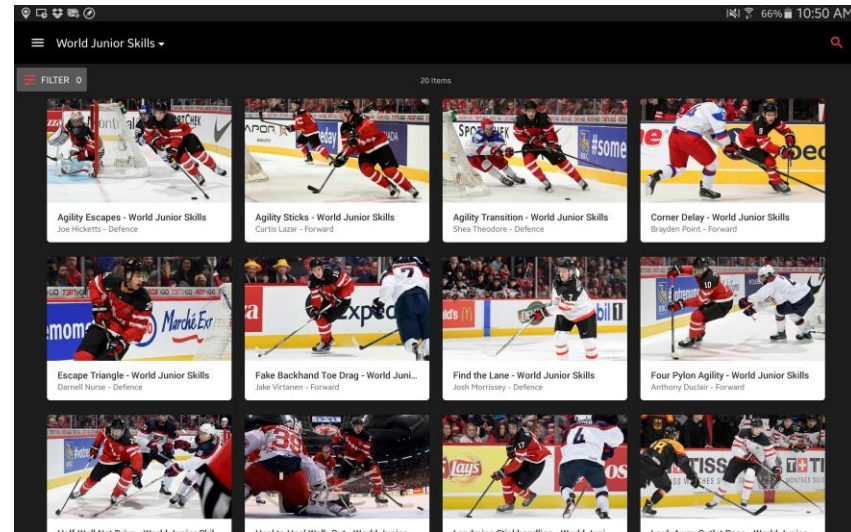 66% 10:50 AM
World Junior Skills
FILTER 0
20 Items
Agility Escapes - World Junior Skills
Joe Hicketts - Defence
Agility Sticks - World Junior Skills
Curtis Lazar - Forward
Agility Transition - World Junior Skills
Shea Theodore - Defence
Corner Delay - World Junior Skills
Brayden Point - Forward
Escape Triangle - World Junior Skills
Darnell Nurse - Defence
Fake Backhand Toe Drag - World Juni...
Jake Virtanen - Forward
Find the Lane - World Junior Skills
Josh Morrissey - Defence
Four Pylon Agility - World Junior Skills
Anthony Duclair - Forward
#some
Lays
TISS